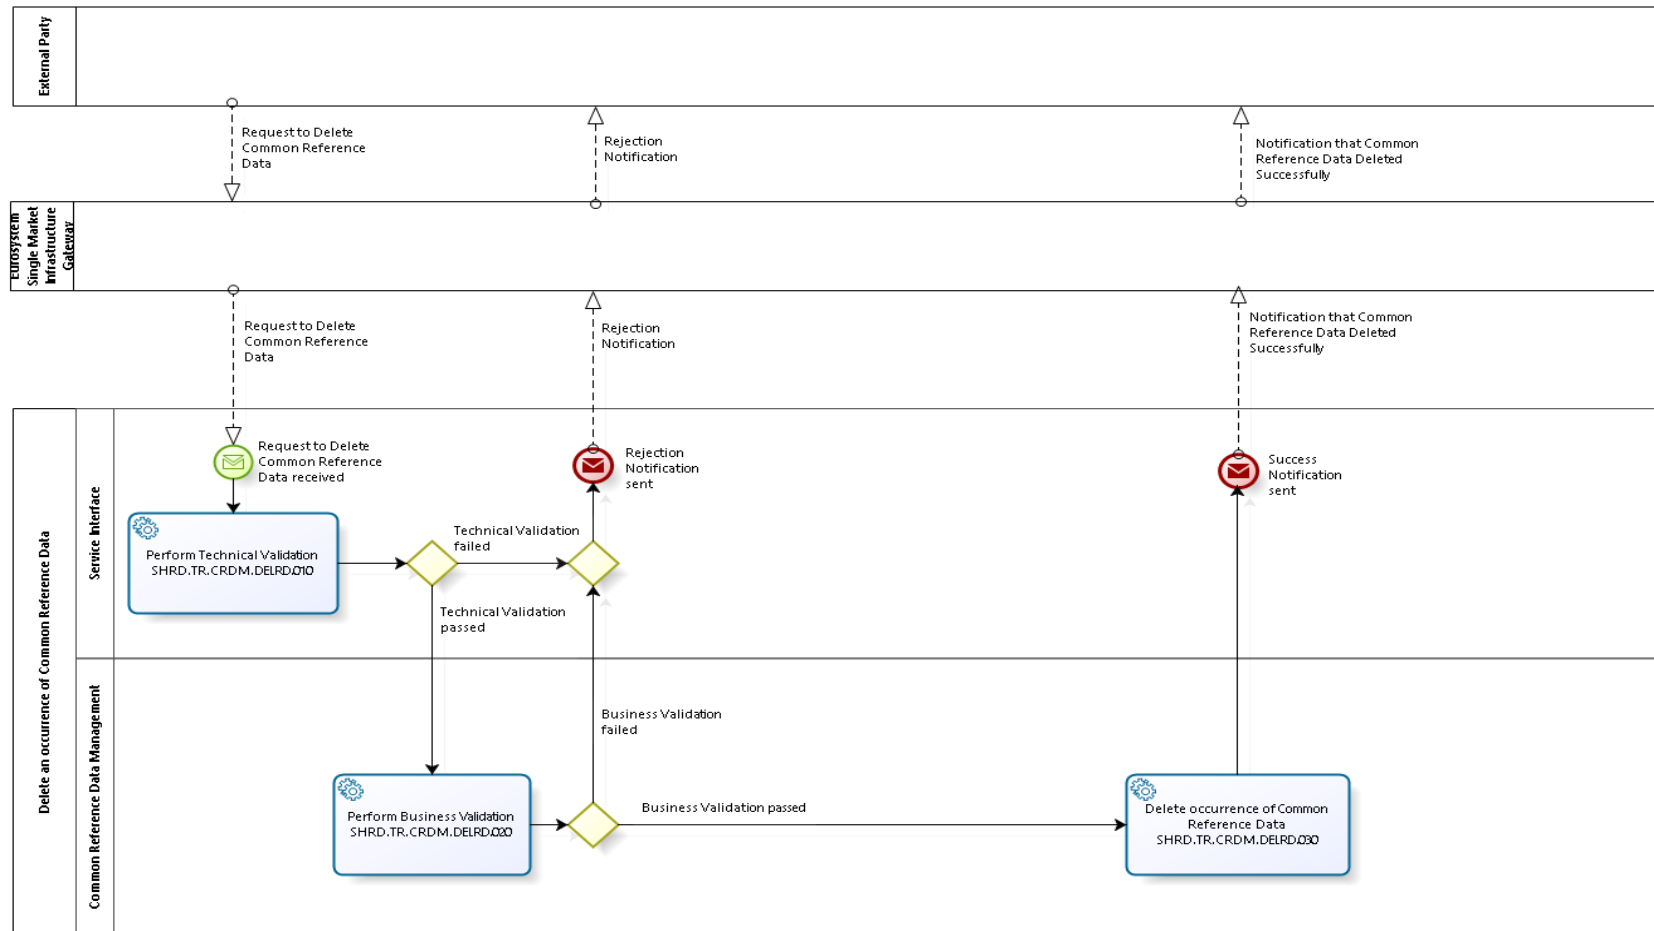 External Party
Request to Delete
Common Reference
Data
Rejection
Notification
Notification that Common
Reference Data Deleted
Successfully
Eurosystem
Single Market
Infrastructure
Gateway
Request to Delete
Common Reference
Data
Rejection
Notification
Notification that Common
Reference Data Deleted
Successfully
Delete an occurrence of Common Reference Data
Service Interface
Request to Delete
Common Reference
Data received
Rejection
Notification
sent
Success
Notification
sent
Perform Technical Validation
SHRD.TR.CRDM.DELRD.010
Technical Validation
failed
Technical Validation
passed
Common Reference Data Management
Business Validation
failed
Perform Business Validation
SHRD.TR.CRDM.DELRD.020
Business Validation passed
Delete occurrence of Common
Reference Data
SHRD.TR.CRDM.DELRD.030